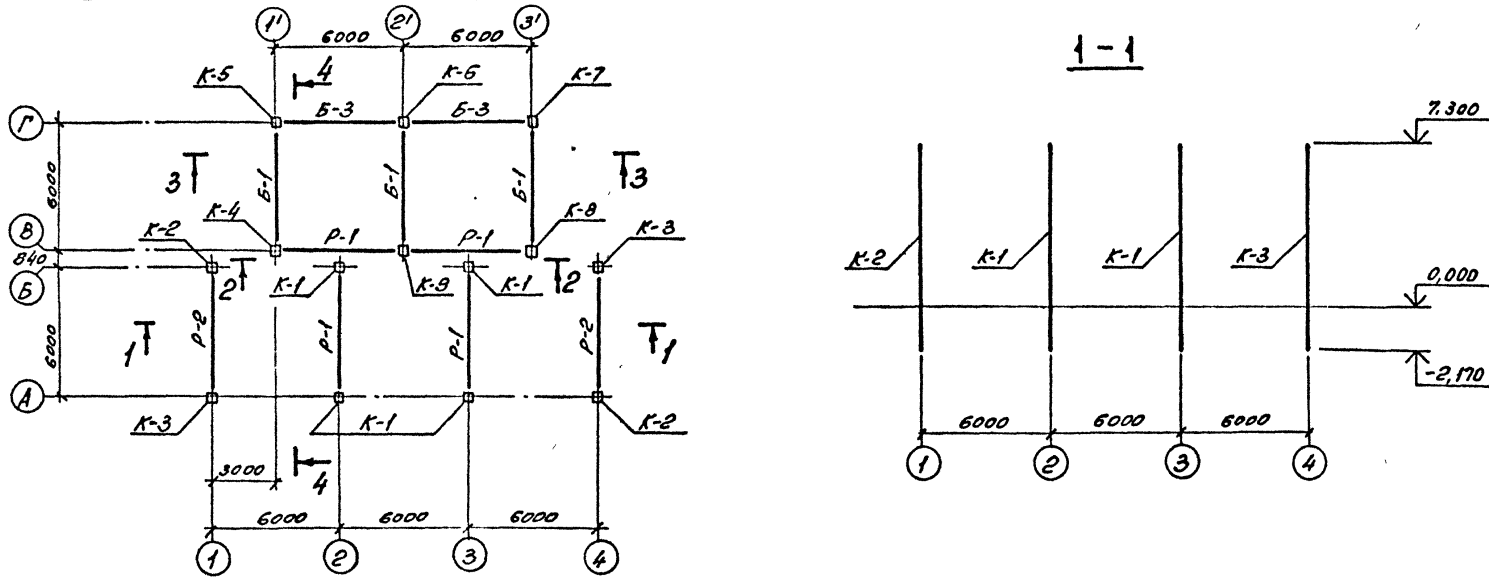 1' 2' 3'
6000 6000
К-5 4 К-6 К-7
Г Б-3 Б-3
3 3
6000 Б-1 Б-1 Б-1
К-4 К-8
В К-2 Р-1 Р-1 К-3
840
Б 2 К-1 К-9 К-1 2
6000 Р-2 Р-1 Р-1 Р-2
1 1
А
К-3 К-1 К-2
3000 4
6000 6000 6000
1 2 3 4
1-1
7.300
К-2 К-1 К-1 К-3
0,000
-2,170
6000 6000 6000
1 2 3 4